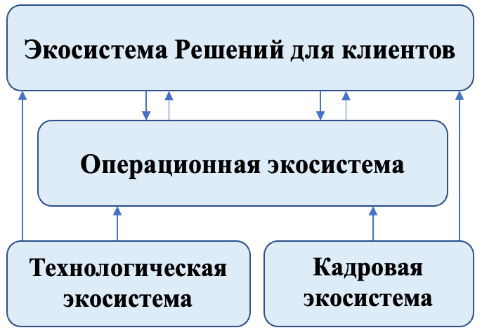 Экосистема Решений для клиентов
Операционная экосистема
Технологическая
экосистема
Кадровая
экосистема